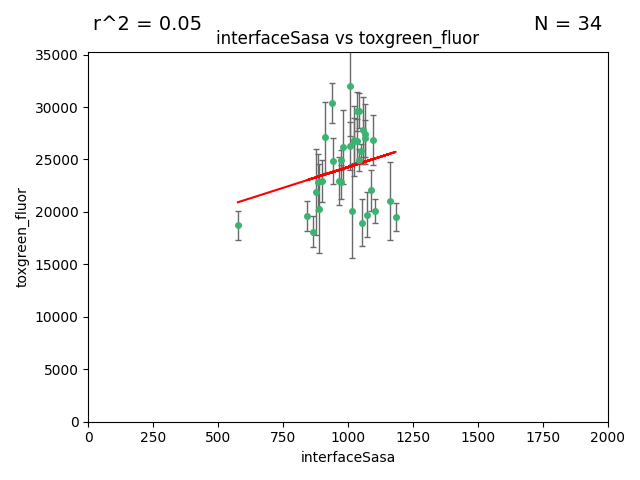 r^2 = 0.05
N = 34
interfaceSasa vs toxgreen_fluor
35000
30000
25000
20000
15000
10000
5000
0
toxgreen_fluor
0 250 500 750 1000 1250 1500 1750 2000
interfaceSasa